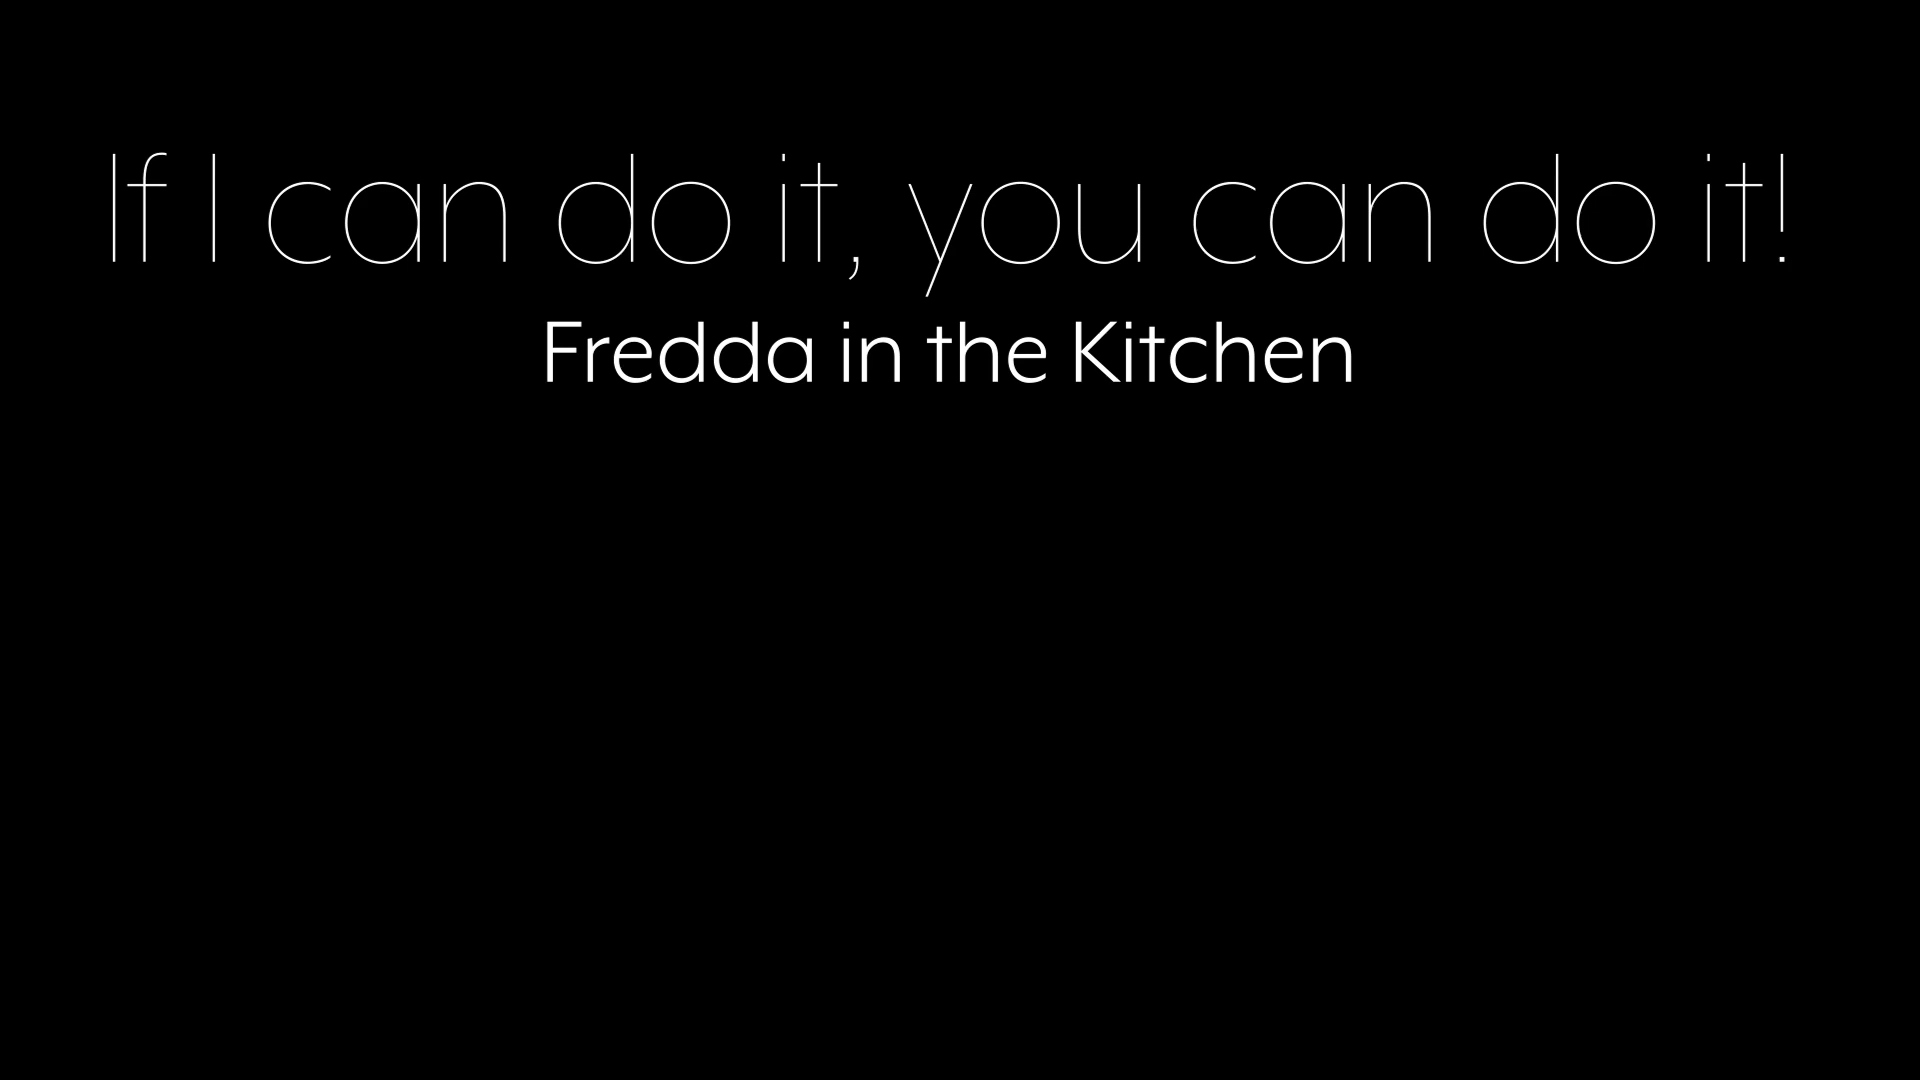 If I can do it, you can do it!
Fredda in the Kitchen